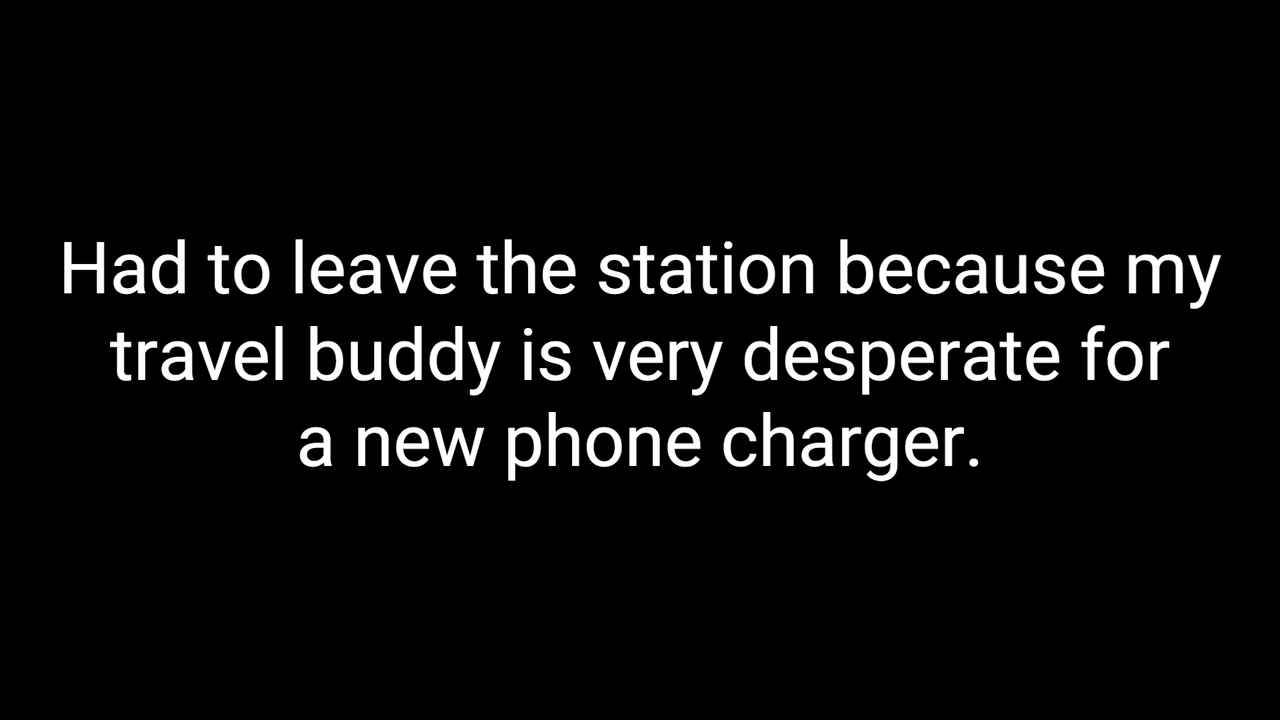 Had to leave the station because my
travel buddy is very desperate for
a new phone charger.